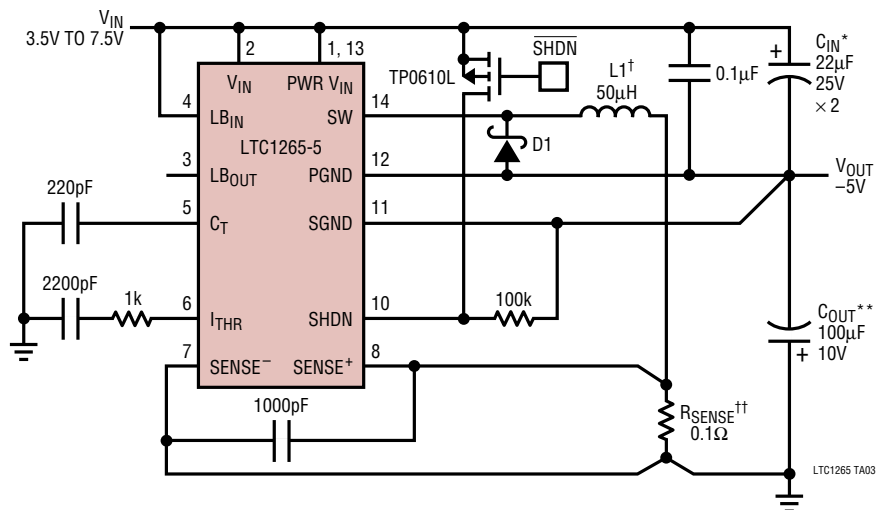 VIN
3.5V TO 7.5V
2
1, 13
VIN
PWR VIN
TP0610L
SHDN
L1†
50µH
0.1µF
+
CIN*
22µF
25V
× 2
4
LBIN
SW
14
LTC1265-5
D1
3
LBOUT
PGND
12
VOUT
–5V
220pF
5
CT
SGND
11
2200pF
1k
6
ITHR
SHDN
10
100k
COUT**
100µF
10V
+
7
SENSE–
SENSE+
8
1000pF
RSENSE††
0.1Ω
LTC1265 TA03